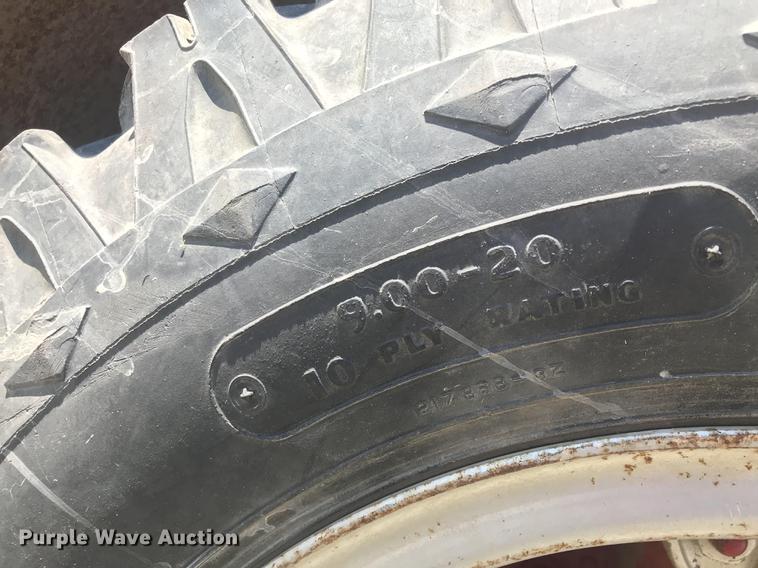 9.00-20
10 PLY RATING
Purple Wave Auction